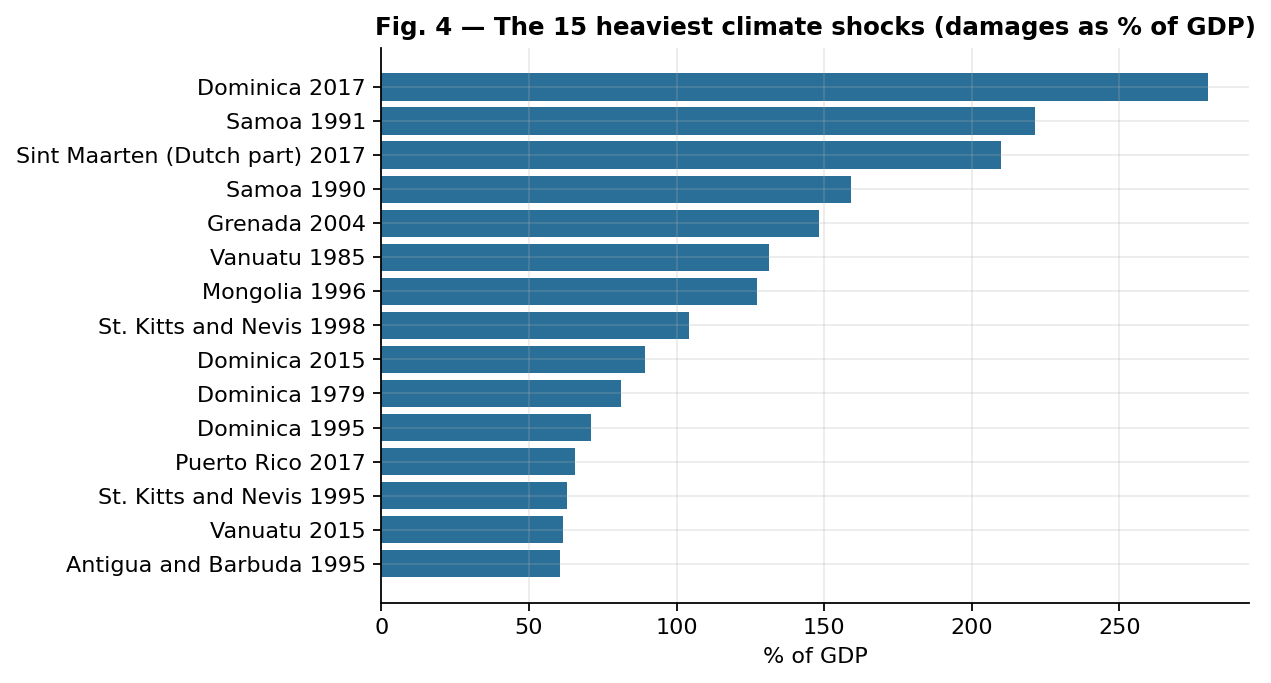 Fig. 4 — The 15 heaviest climate shocks (damages as % of GDP)
Dominica 2017
Samoa 1991
Sint Maarten (Dutch part) 2017
Samoa 1990
Grenada 2004
Vanuatu 1985
Mongolia 1996
St. Kitts and Nevis 1998
Dominica 2015
Dominica 1979
Dominica 1995
Puerto Rico 2017
St. Kitts and Nevis 1995
Vanuatu 2015
Antigua and Barbuda 1995
0 50 100 150 200 250
% of GDP